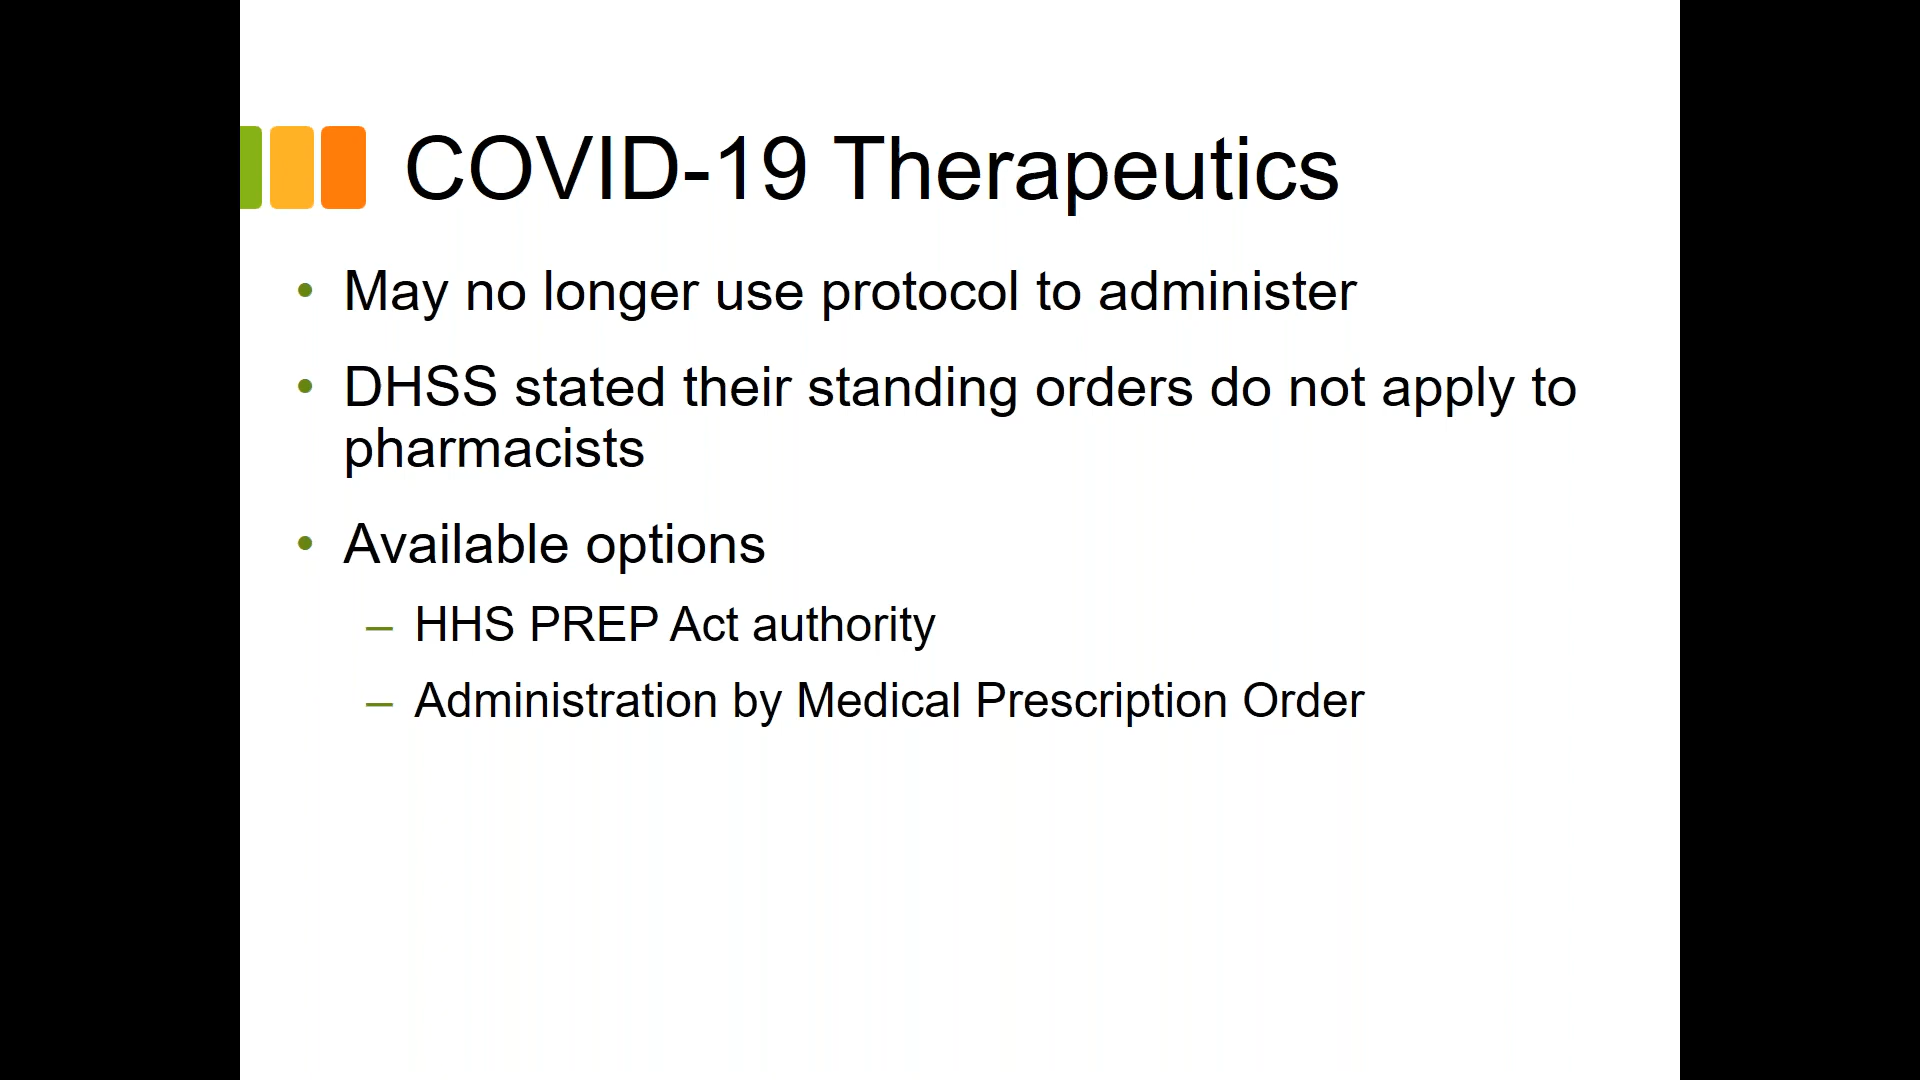 COVID-19 Therapeutics
• May no longer use protocol to administer
• DHSS stated their standing orders do not apply to
pharmacists
• Available options
– HHS PREP Act authority
– Administration by Medical Prescription Order